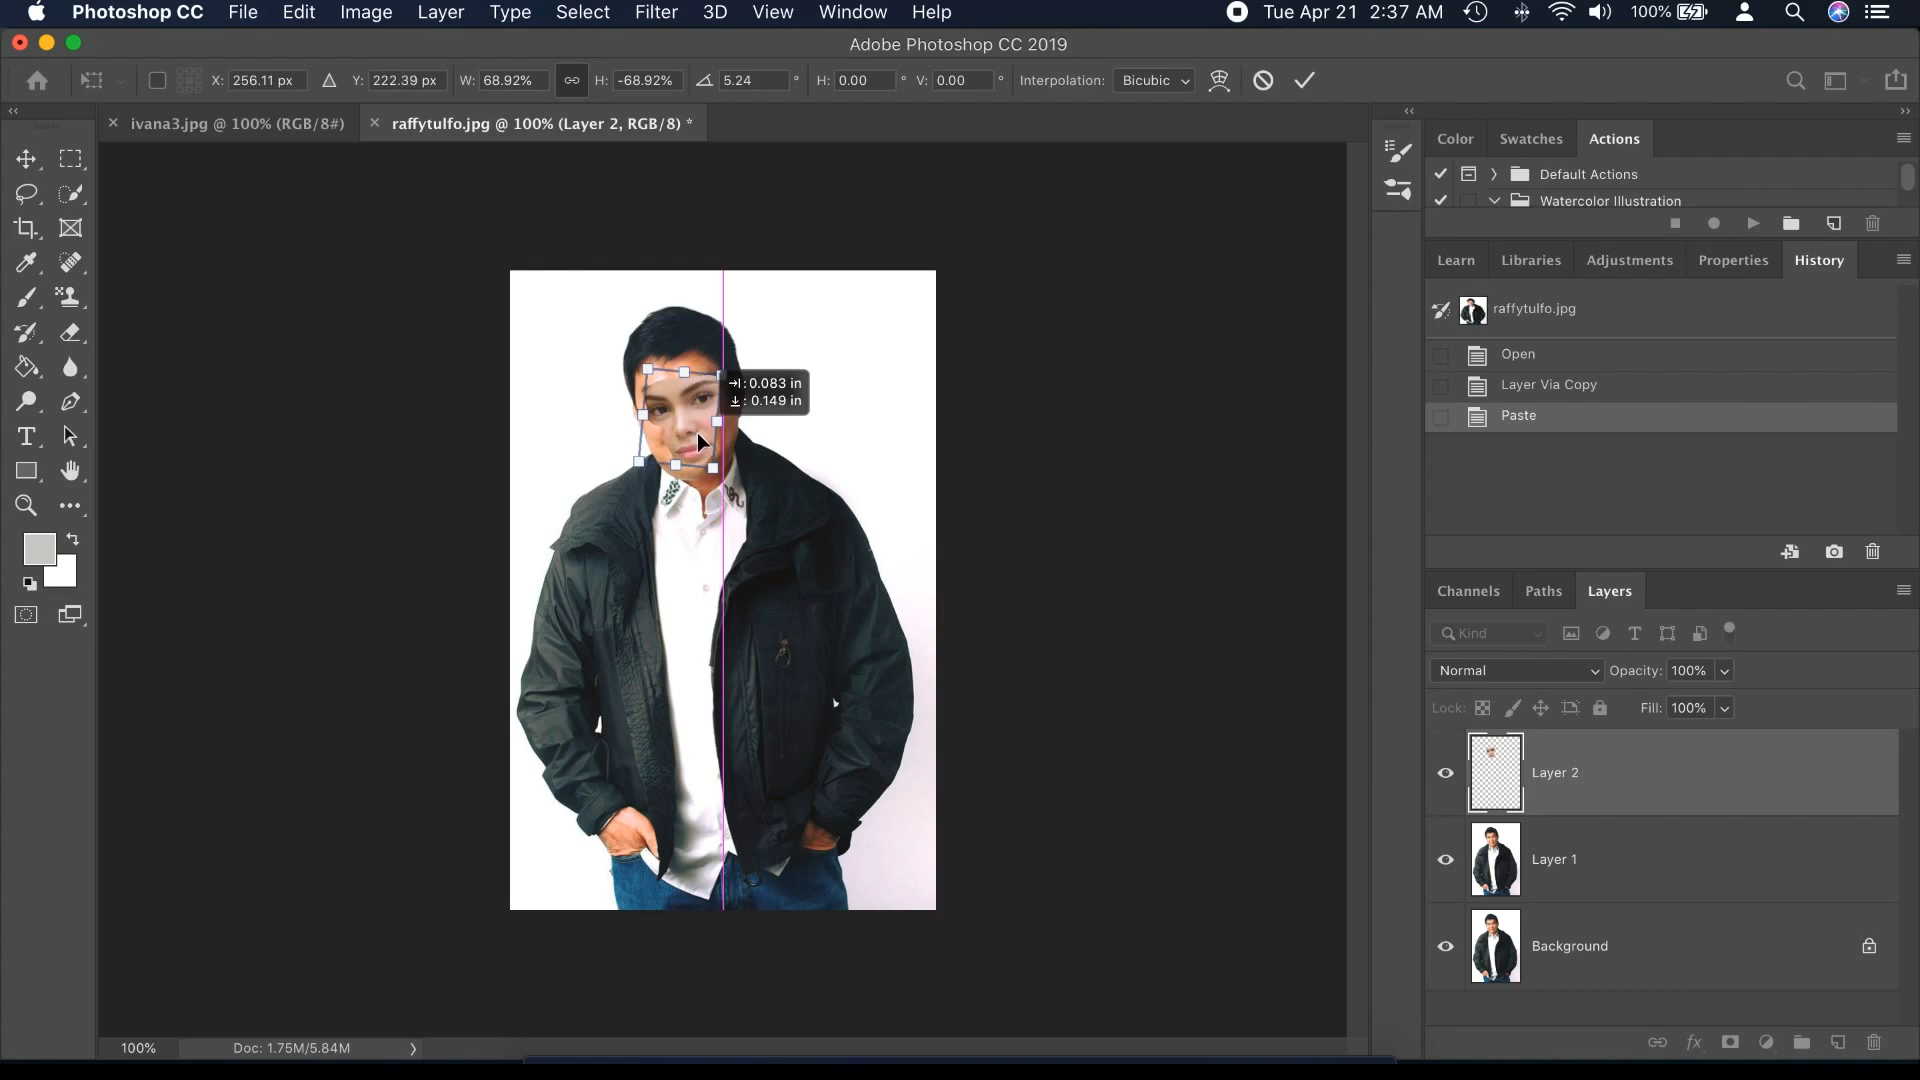 Photoshop CC File Edit Image Layer Type Select Filter 3D View Window Help Tue Apr 21 2:37 AM 100%
Adobe Photoshop CC 2019
X: 256.11 px Y: 222.39 px W: 68.92% H: -68.92% 5.24 ° H: 0.00 ° V: 0.00 ° Interpolation: Bicubic
ivana3.jpg @ 100% (RGB/8#) raffytulfo.jpg @ 100% (Layer 2, RGB/8) *
Color Swatches Actions
Default Actions
Watercolor Illustration
Learn Libraries Adjustments Properties History
raffytulfo.jpg
Open
Layer Via Copy
Paste
: 0.083 in
: 0.149 in
Channels Paths Layers
Kind
Normal Opacity: 100%
Lock: Fill: 100%
Layer 2
Layer 1
Background
100% Doc: 1.75M/5.84M